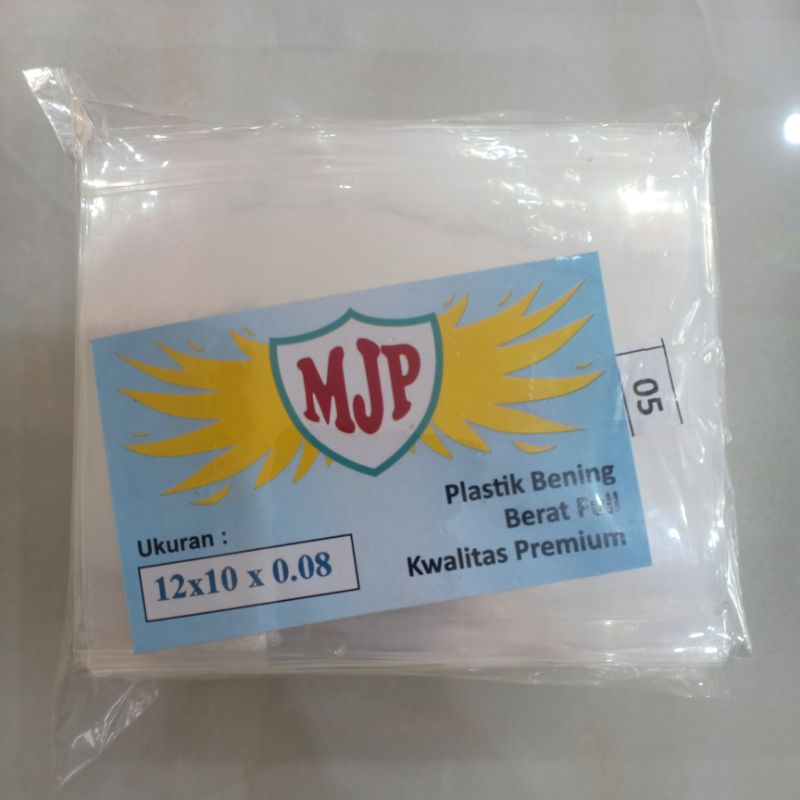 MJP
05
Plastik Bening
Berat Full
Kwalitas Premium
Ukuran :
12x10 x 0.08